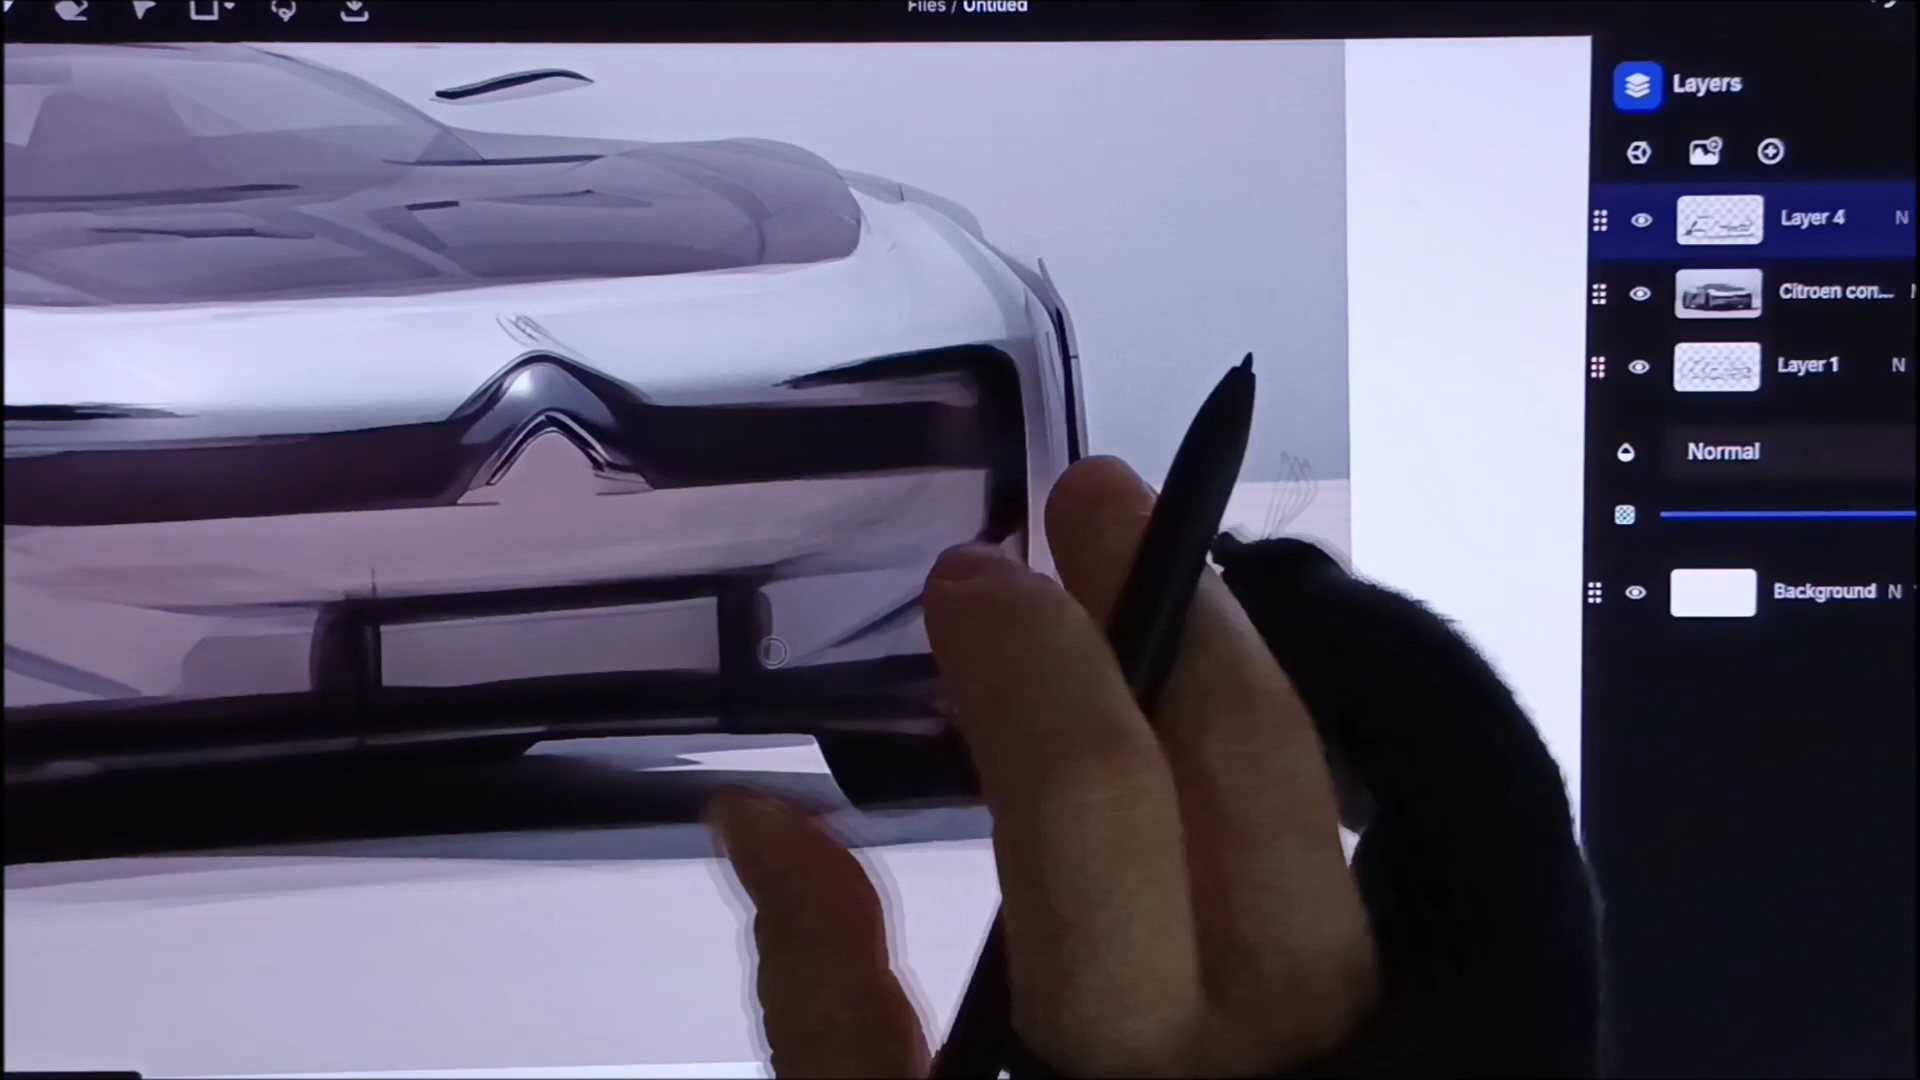 Files / Untitled
Layers
Layer 4 N
Citroen con...
Layer 1 N
Normal
Background N